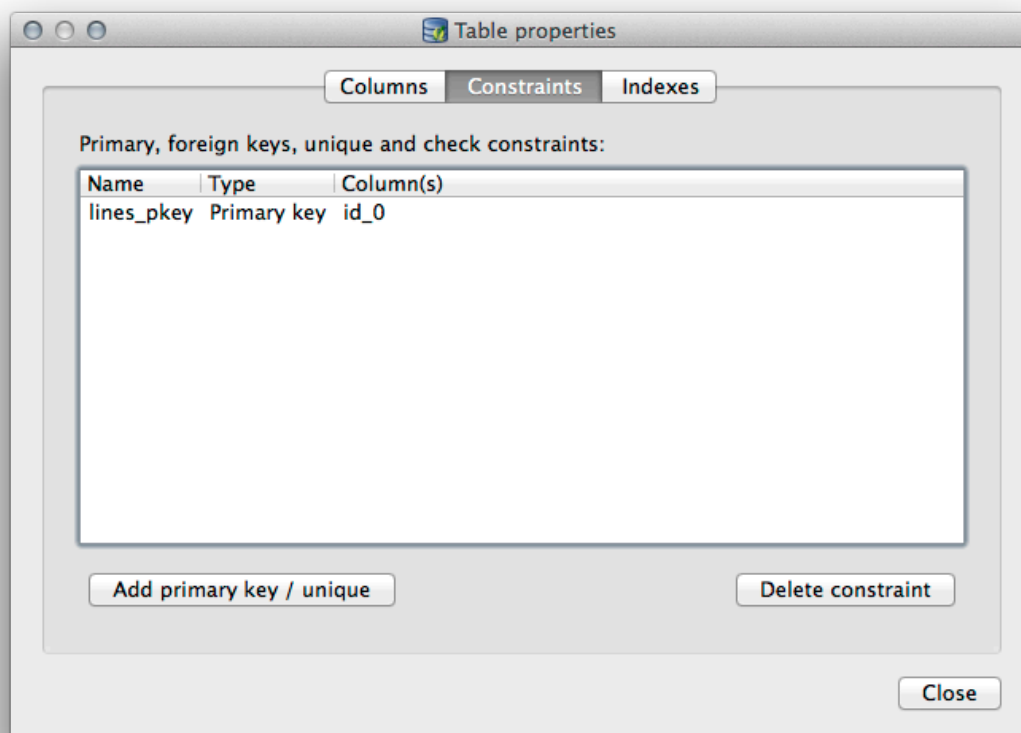 Table properties
Columns Constraints Indexes
Primary, foreign keys, unique and check constraints:
Name Type Column(s)
lines_pkey Primary key id_0
Add primary key / unique Delete constraint
Close